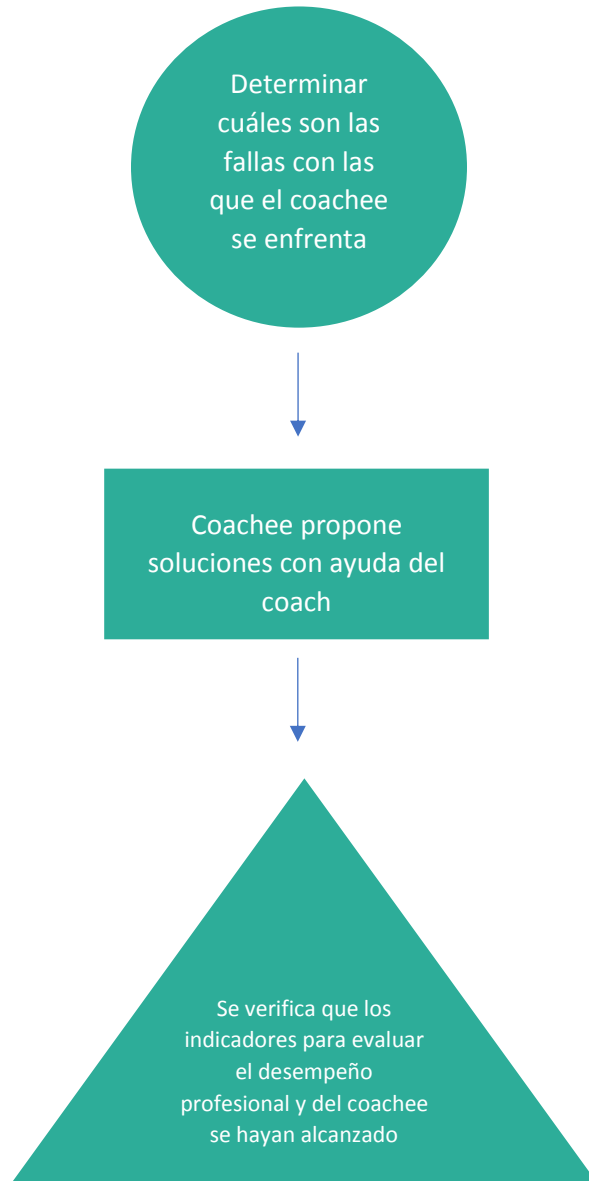 Determinar
cuáles son las
fallas con las
que el coachee
se enfrenta
Coachee propone
soluciones con ayuda del
coach
Se verifica que los
indicadores para evaluar
el desempeño
profesional y del coachee
se hayan alcanzado